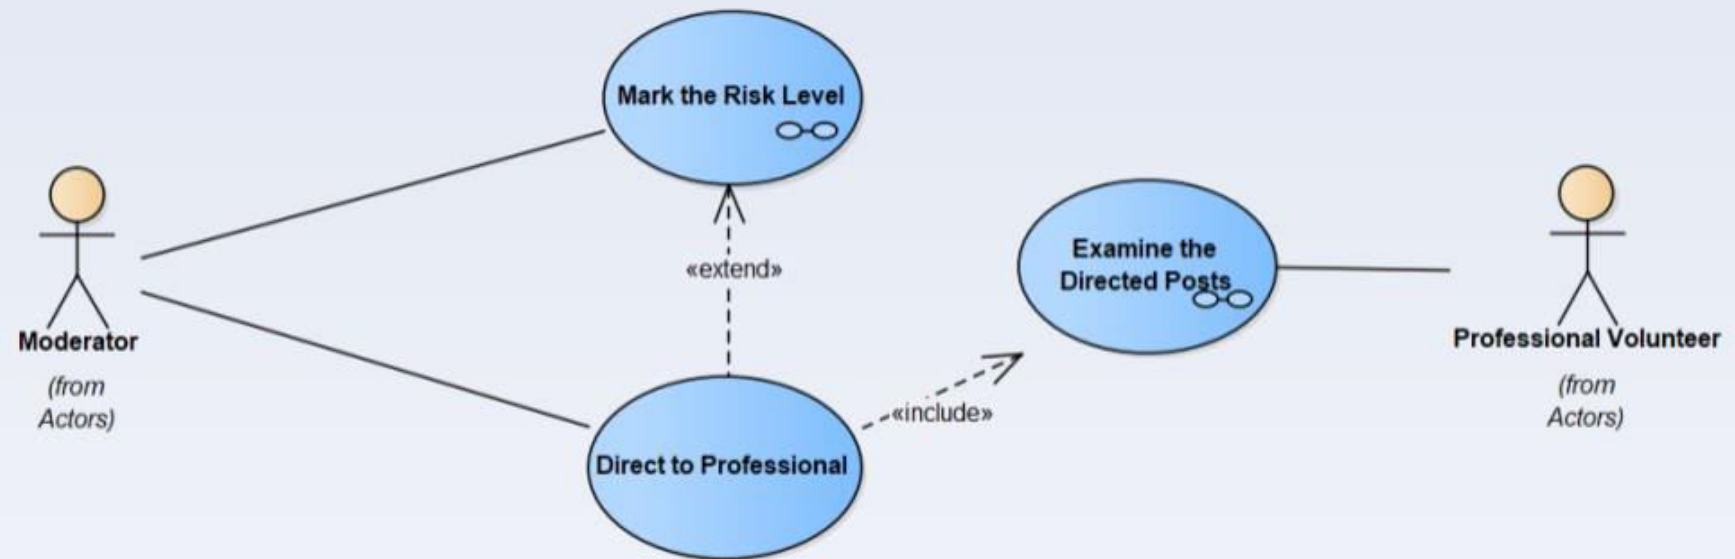 Mark the Risk Level
Examine the
Directed Posts
«extend»
Moderator
(from
Actors)
Professional Volunteer
(from
Actors)
«include»
Direct to Professional